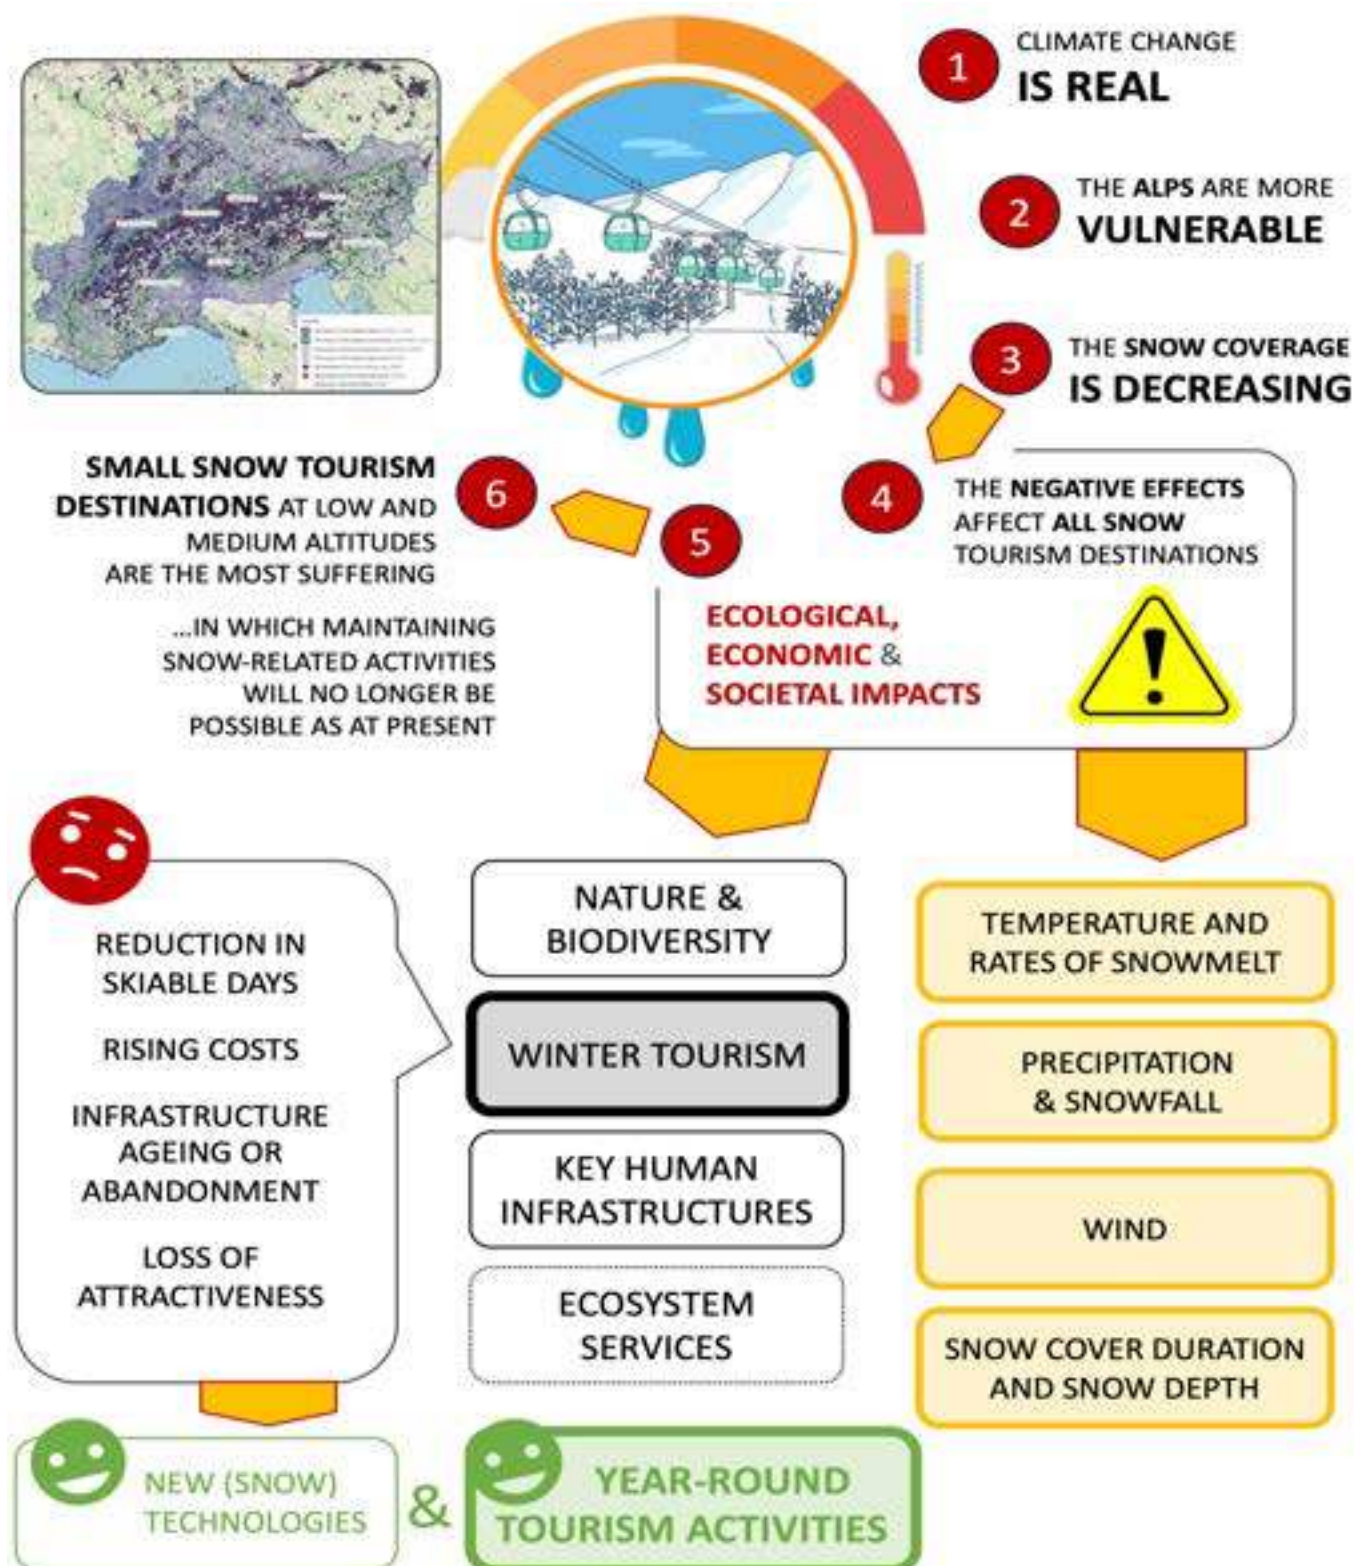 1
CLIMATE CHANGE
IS REAL
2
THE ALPS ARE MORE
VULNERABLE
3
THE SNOW COVERAGE
IS DECREASING
4
THE NEGATIVE EFFECTS
AFFECT ALL SNOW
TOURISM DESTINATIONS
5
ECOLOGICAL,
ECONOMIC &
SOCIETAL IMPACTS
6
SMALL SNOW TOURISM
DESTINATIONS AT LOW AND
MEDIUM ALTITUDES
ARE THE MOST SUFFERING
...IN WHICH MAINTAINING
SNOW-RELATED ACTIVITIES
WILL NO LONGER BE
POSSIBLE AS AT PRESENT
REDUCTION IN
SKIABLE DAYS
RISING COSTS
INFRASTRUCTURE
AGEING OR
ABANDONMENT
LOSS OF
ATTRACTIVENESS
NATURE &
BIODIVERSITY
WINTER TOURISM
KEY HUMAN
INFRASTRUCTURES
ECOSYSTEM
SERVICES
TEMPERATURE AND
RATES OF SNOWMELT
PRECIPITATION
& SNOWFALL
WIND
SNOW COVER DURATION
AND SNOW DEPTH
NEW (SNOW)
TECHNOLOGIES
&
YEAR-ROUND
TOURISM ACTIVITIES